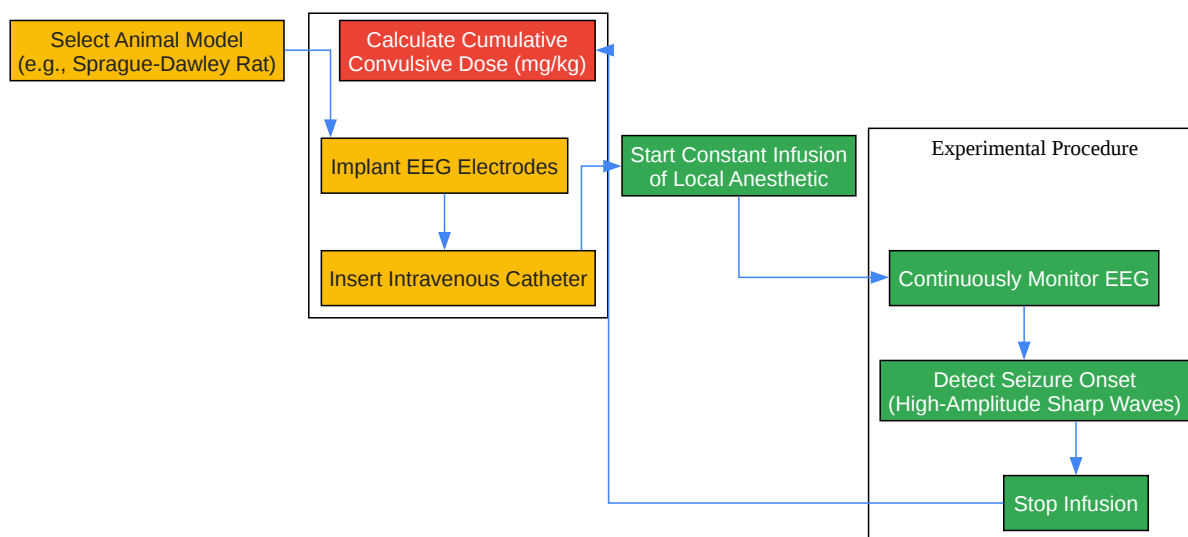 Select Animal Model
(e.g., Sprague-Dawley Rat)
Calculate Cumulative
Convulsive Dose (mg/kg)
Implant EEG Electrodes
Insert Intravenous Catheter
Start Constant Infusion
of Local Anesthetic
Experimental Procedure
Continuously Monitor EEG
Detect Seizure Onset
(High-Amplitude Sharp Waves)
Stop Infusion